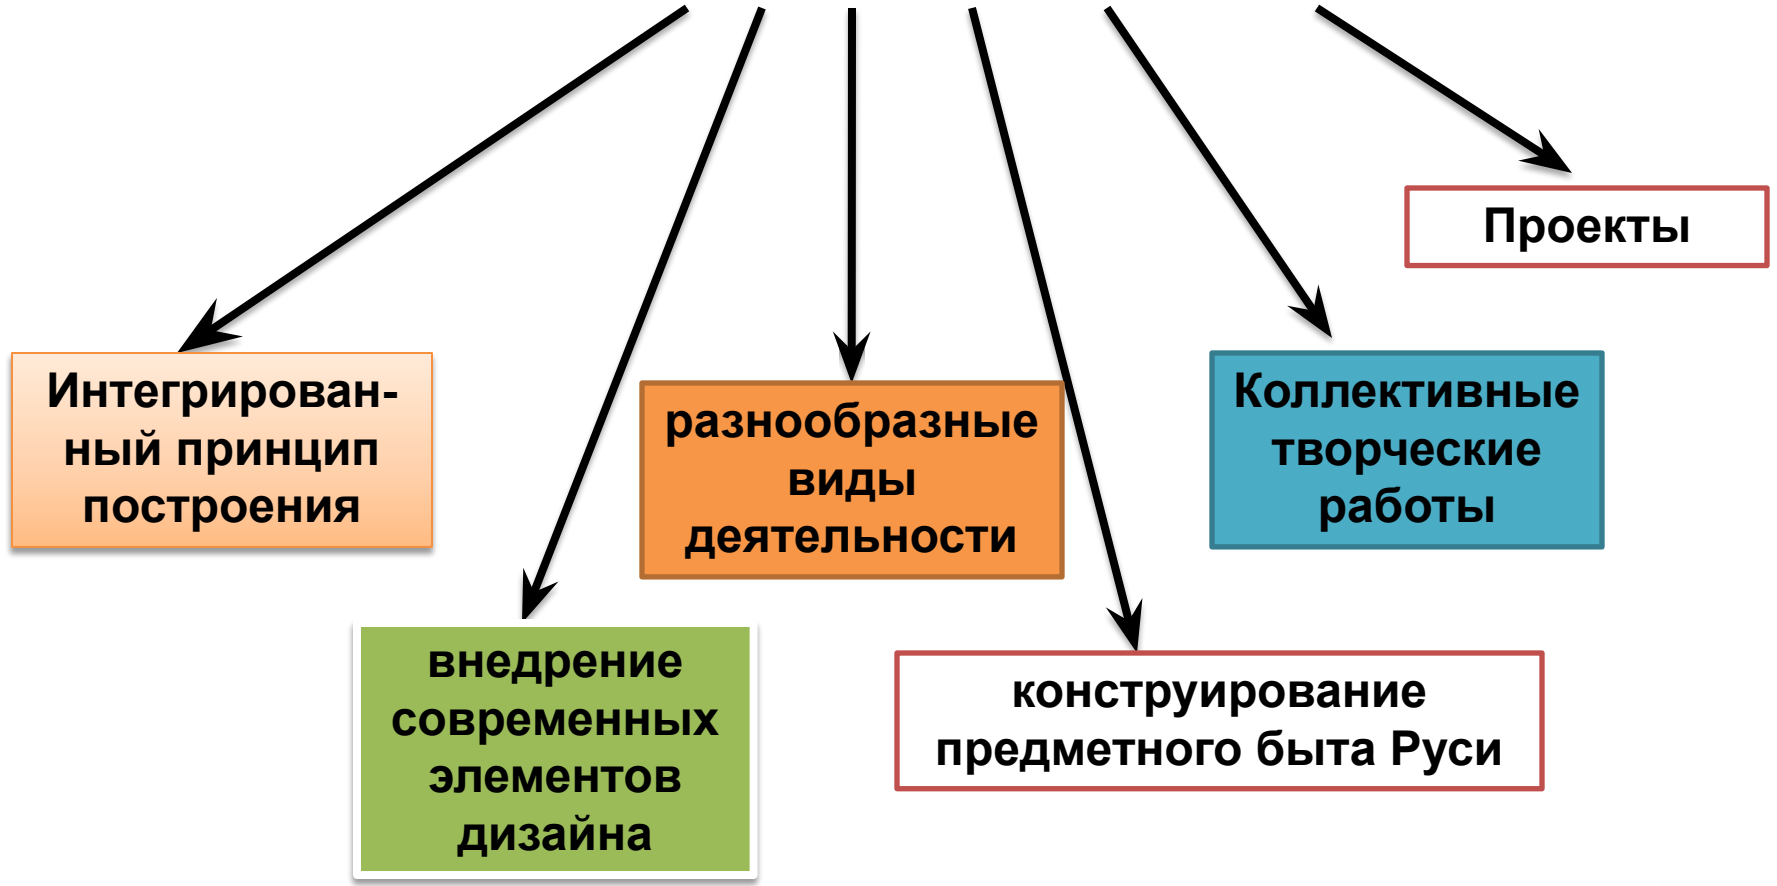 Проекты
Интегрирован-
ный принцип
построения
разнообразные
виды
деятельности
Коллективные
творческие
работы
внедрение
современных
элементов
дизайна
конструирование
предметного быта Руси